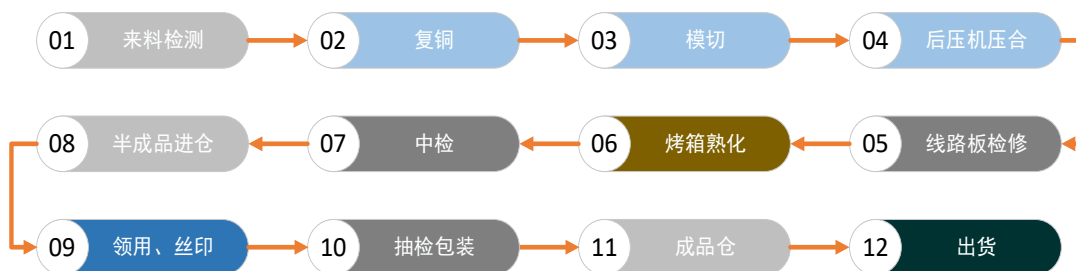 01 来料检测
02 复铜
03 模切
04 后压机压合
08 半成品进仓
07 中检
06 烤箱熟化
05 线路板检修
09 领用、丝印
10 抽检包装
11 成品仓
12 出货